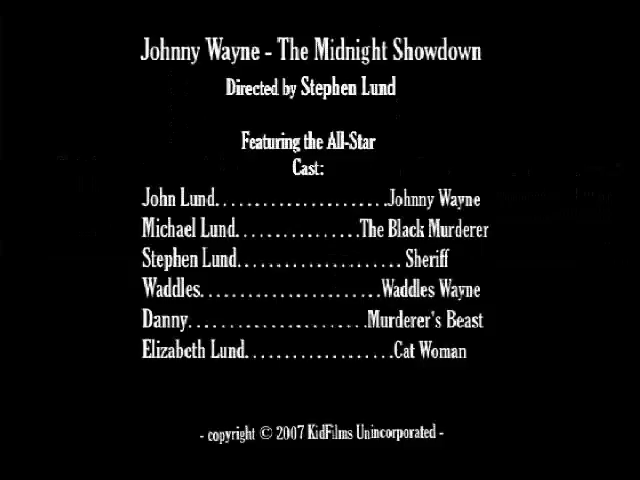 Johnny Wayne - The Midnight Showdown
Directed by Stephen Lund
Featuring the All-Star
Cast:
John Lund......................Johnny Wayne
Michael Lund................The Black Murderer
Stephen Lund..................... Sheriff
Waddles.......................Waddles Wayne
Danny.......................Murderer's Beast
Elizabeth Lund...................Cat Woman
- copyright © 2007 KidFilms Unincorporated -